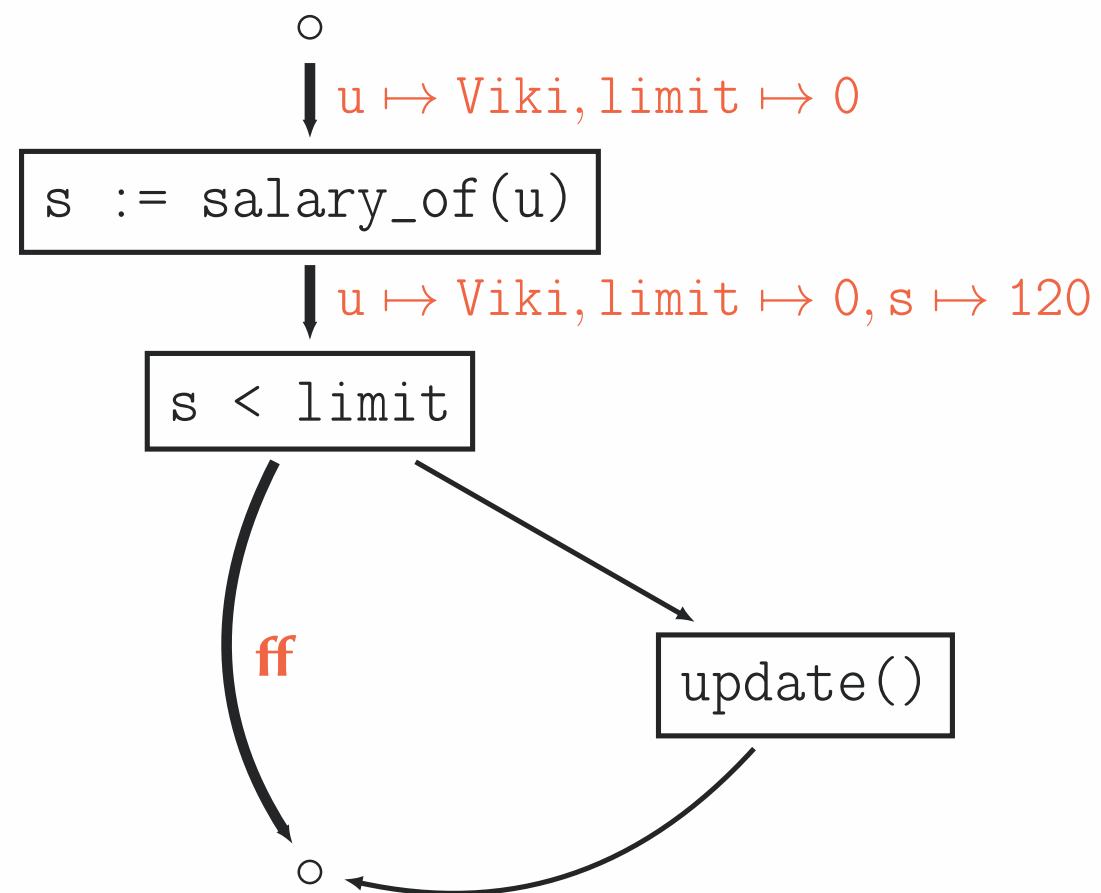 u ↦ Viki, limit ↦ 0
s := salary_of(u)
u ↦ Viki, limit ↦ 0, s ↦ 120
s < limit
ff
update()